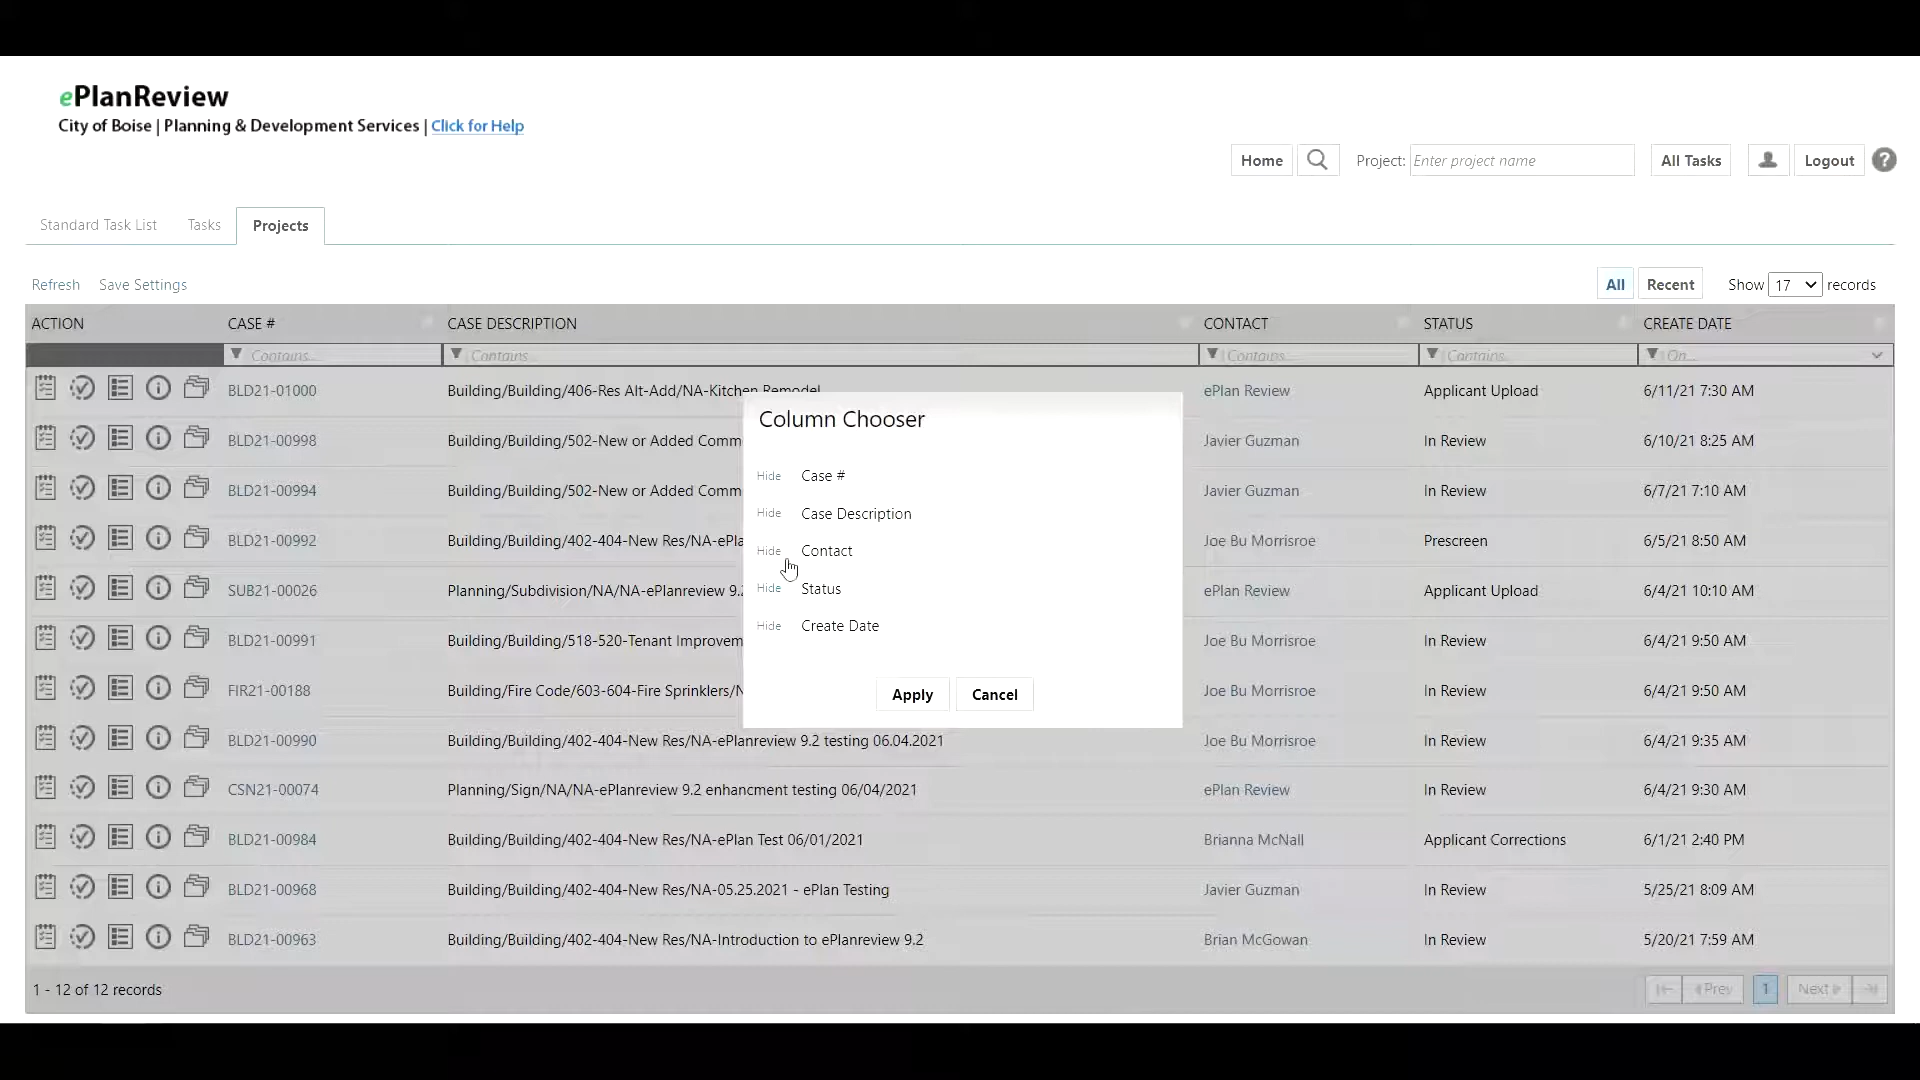 ePlanReview
City of Boise | Planning & Development Services | Click for Help
Home Project: Enter project name All Tasks Logout ?
Standard Task List Tasks Projects
Refresh Save Settings All Recent Show 17 records
ACTION CASE # CASE DESCRIPTION CONTACT STATUS CREATE DATE
Contains... Contains... Contains... Contains... On...
BLD21-01000 Building/Building/406-Res Alt-Add/NA-Kitchen Remodel ePlan Review Applicant Upload 6/11/21 7:30 AM
BLD21-00998 Building/Building/502-New or Added Comm Javier Guzman In Review 6/10/21 8:25 AM
BLD21-00994 Building/Building/502-New or Added Comm Javier Guzman In Review 6/7/21 7:10 AM
BLD21-00992 Building/Building/402-404-New Res/NA-ePla Joe Bu Morrisroe Prescreen 6/5/21 8:50 AM
SUB21-00026 Planning/Subdivision/NA/NA-ePlanreview 9.2 ePlan Review Applicant Upload 6/4/21 10:10 AM
BLD21-00991 Building/Building/518-520-Tenant Improvem Joe Bu Morrisroe In Review 6/4/21 9:50 AM
FIR21-00188 Building/Fire Code/603-604-Fire Sprinklers/N Joe Bu Morrisroe In Review 6/4/21 9:50 AM
BLD21-00990 Building/Building/402-404-New Res/NA-ePlanreview 9.2 testing 06.04.2021 Joe Bu Morrisroe In Review 6/4/21 9:35 AM
CSN21-00074 Planning/Sign/NA/NA-ePlanreview 9.2 enhancment testing 06/04/2021 ePlan Review In Review 6/4/21 9:30 AM
BLD21-00984 Building/Building/402-404-New Res/NA-ePlan Test 06/01/2021 Brianna McNall Applicant Corrections 6/1/21 2:40 PM
BLD21-00968 Building/Building/402-404-New Res/NA-05.25.2021 - ePlan Testing Javier Guzman In Review 5/25/21 8:09 AM
BLD21-00963 Building/Building/402-404-New Res/NA-Introduction to ePlanreview 9.2 Brian McGowan In Review 5/20/21 7:59 AM
Column Chooser
Hide Case #
Hide Case Description
Hide Contact
Hide Status
Hide Create Date
Apply Cancel
1 - 12 of 12 records Prev 1 Next